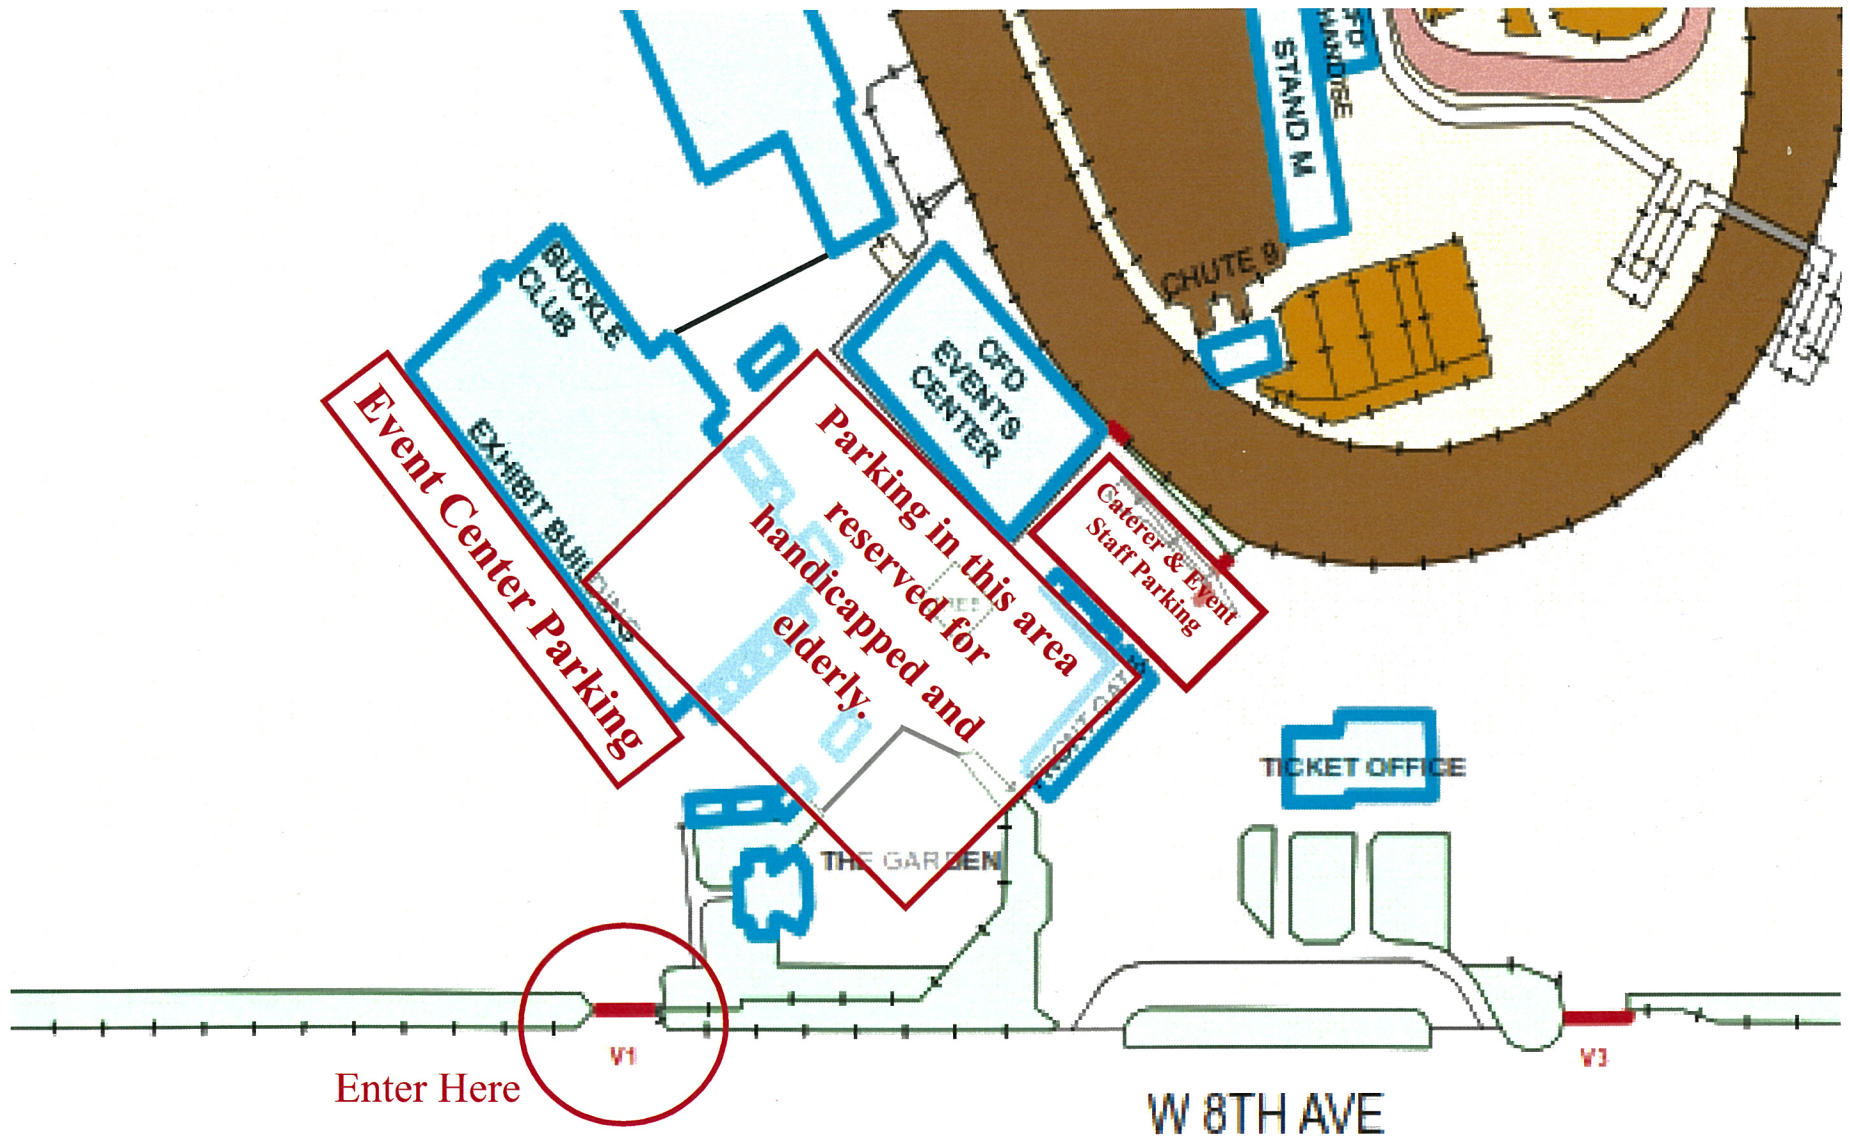 STAND M
CFD
CHUTE 9
BUCKLE
CLUB
CFD
EVENTS
CENTER
EXHIBIT BUILDING
Event Center Parking
Parking in this area
reserved for
handicapped and
elderly.
Caterer & Event
Staff Parking
TICKET OFFICE
THE GARDEN
V1
Enter Here
V3
W 8TH AVE